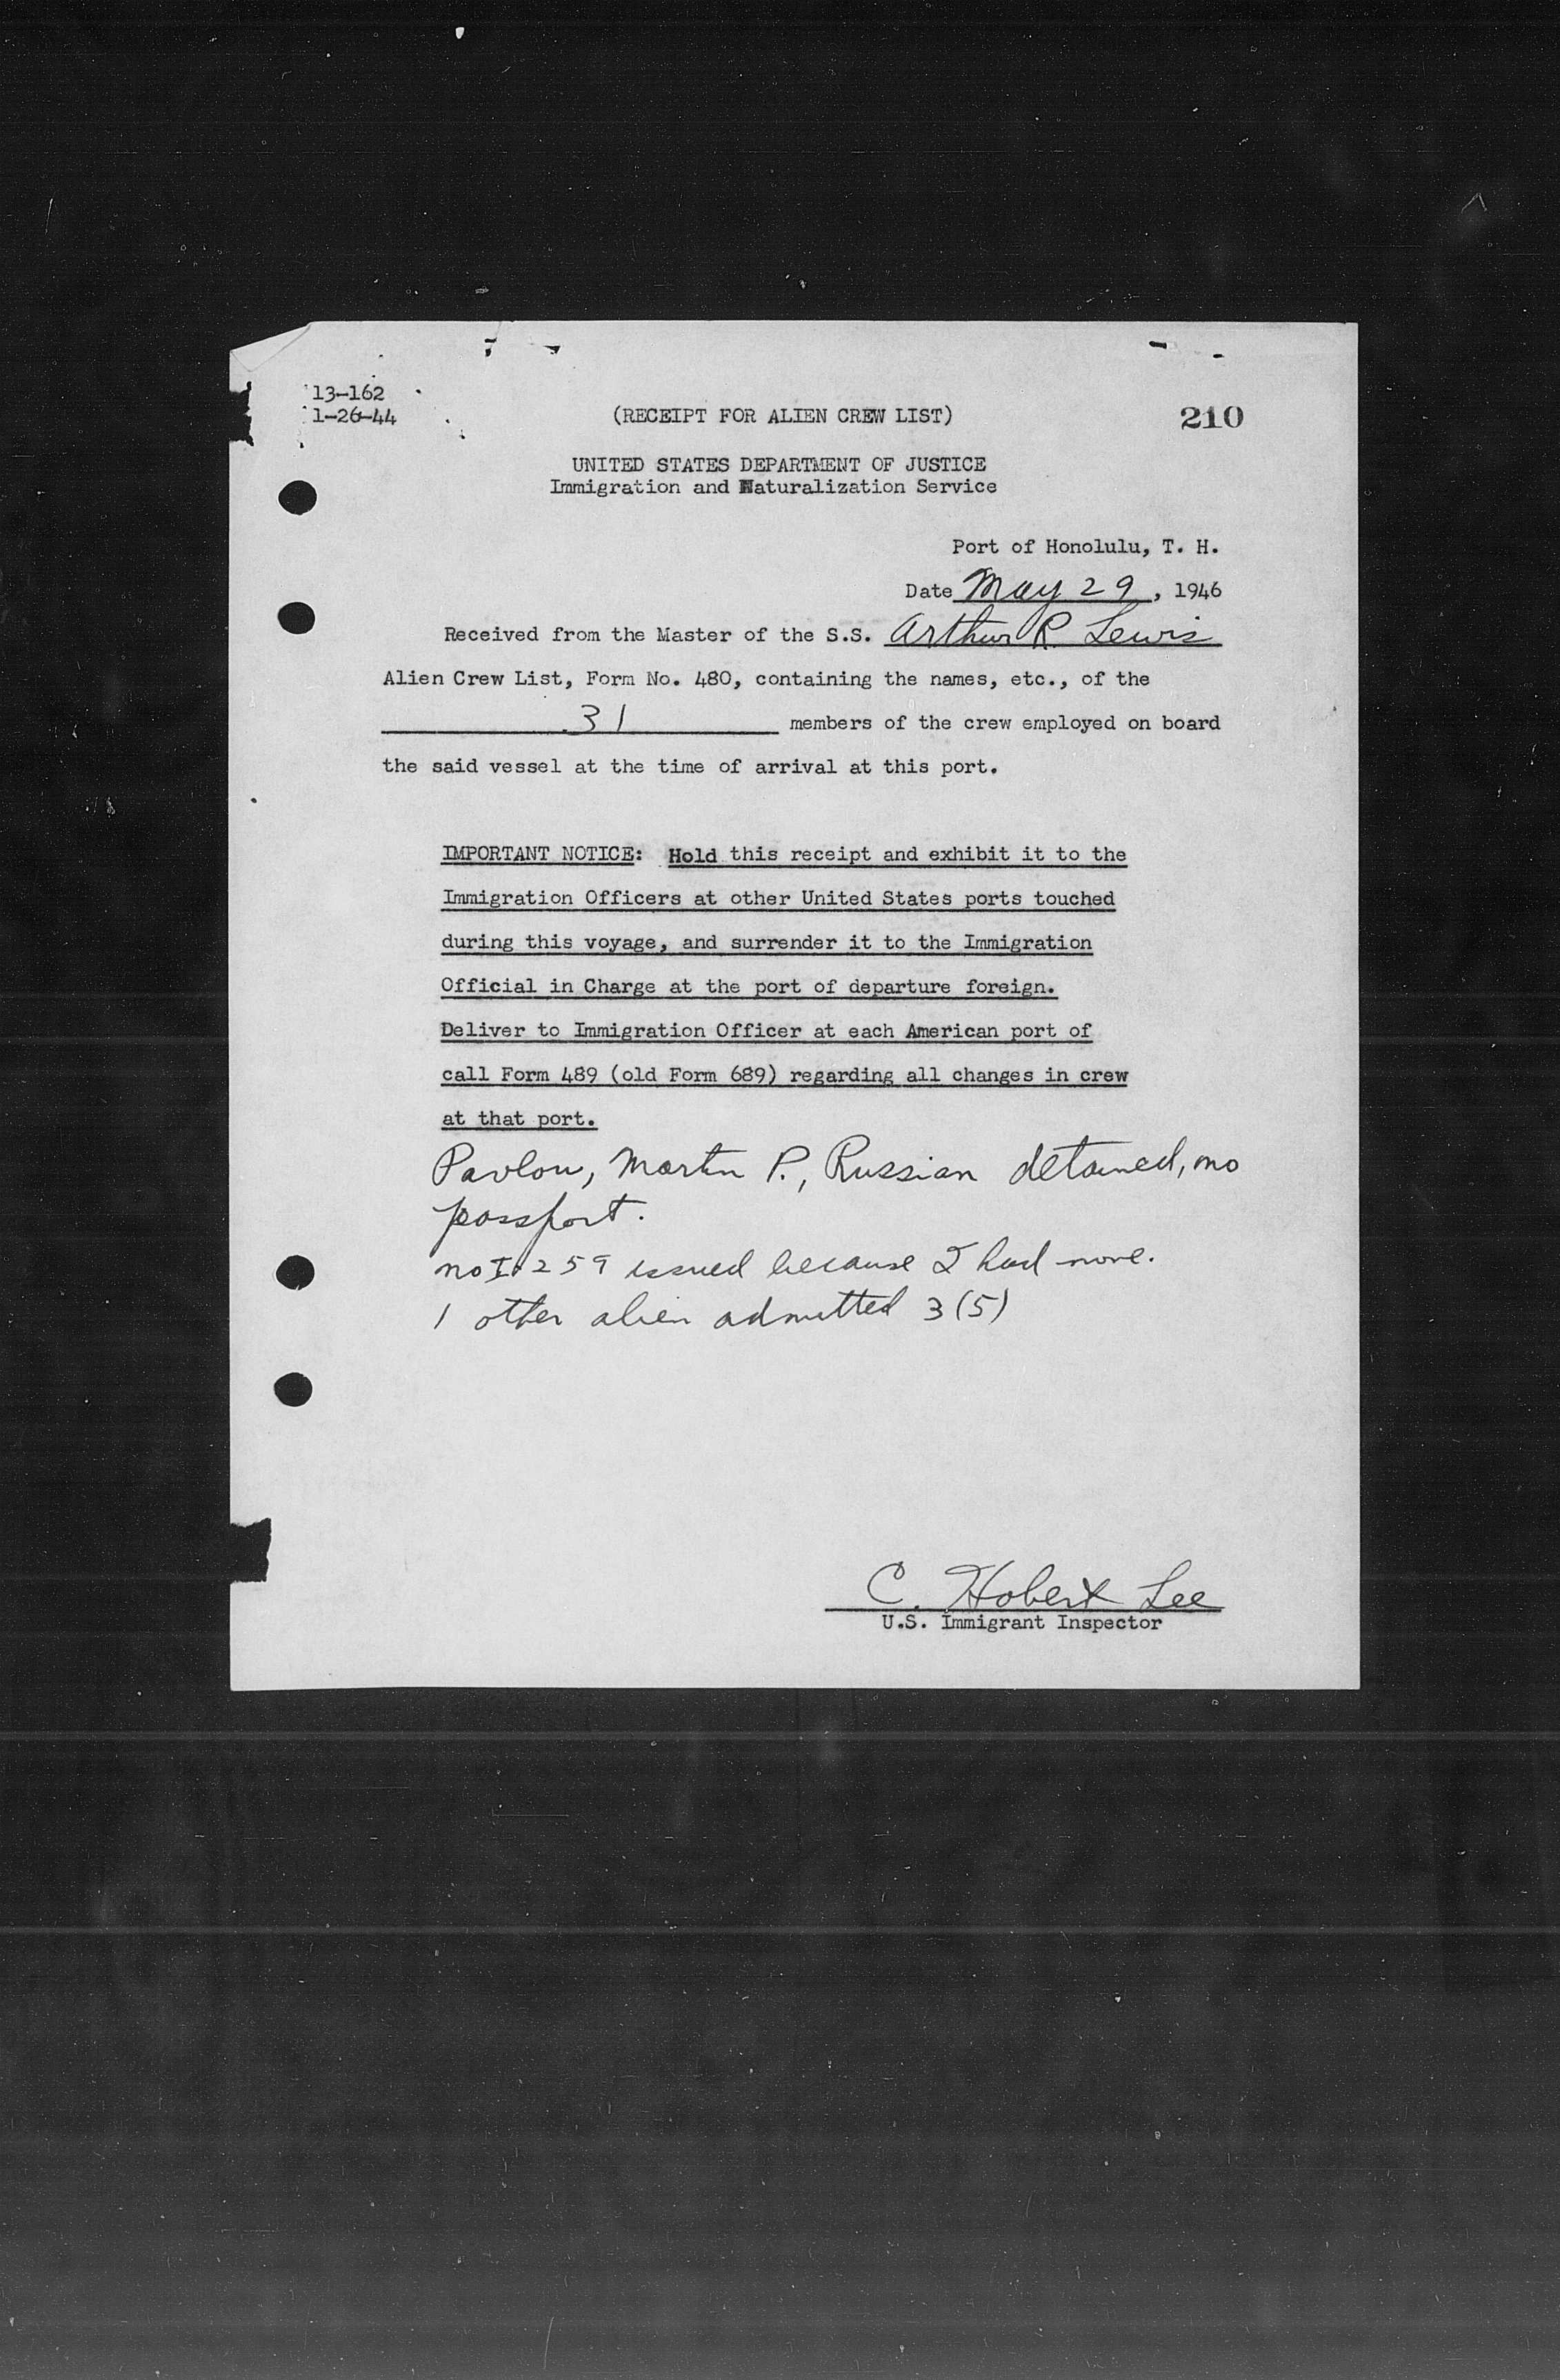 13-162
1-26-44
(RECEIPT FOR ALIEN CREW LIST)
210
UNITED STATES DEPARTMENT OF JUSTICE
Immigration and Naturalization Service
Port of Honolulu, T. H.
Date May 29, 1946
Received from the Master of the S.S. Arthur R. Lewis
Alien Crew List, Form No. 480, containing the names, etc., of the
31 members of the crew employed on board
the said vessel at the time of arrival at this port.
IMPORTANT NOTICE: Hold this receipt and exhibit it to the
Immigration Officers at other United States ports touched
during this voyage, and surrender it to the Immigration
Official in Charge at the port of departure foreign.
Deliver to Immigration Officer at each American port of
call Form 489 (old Form 689) regarding all changes in crew
at that port.
Pavlou, Martin P., Russian detained, no
passport.
no I 259 issued because I had none.
1 other alien admitted 3(5)
C. Hobert Lee
U.S. Immigrant Inspector